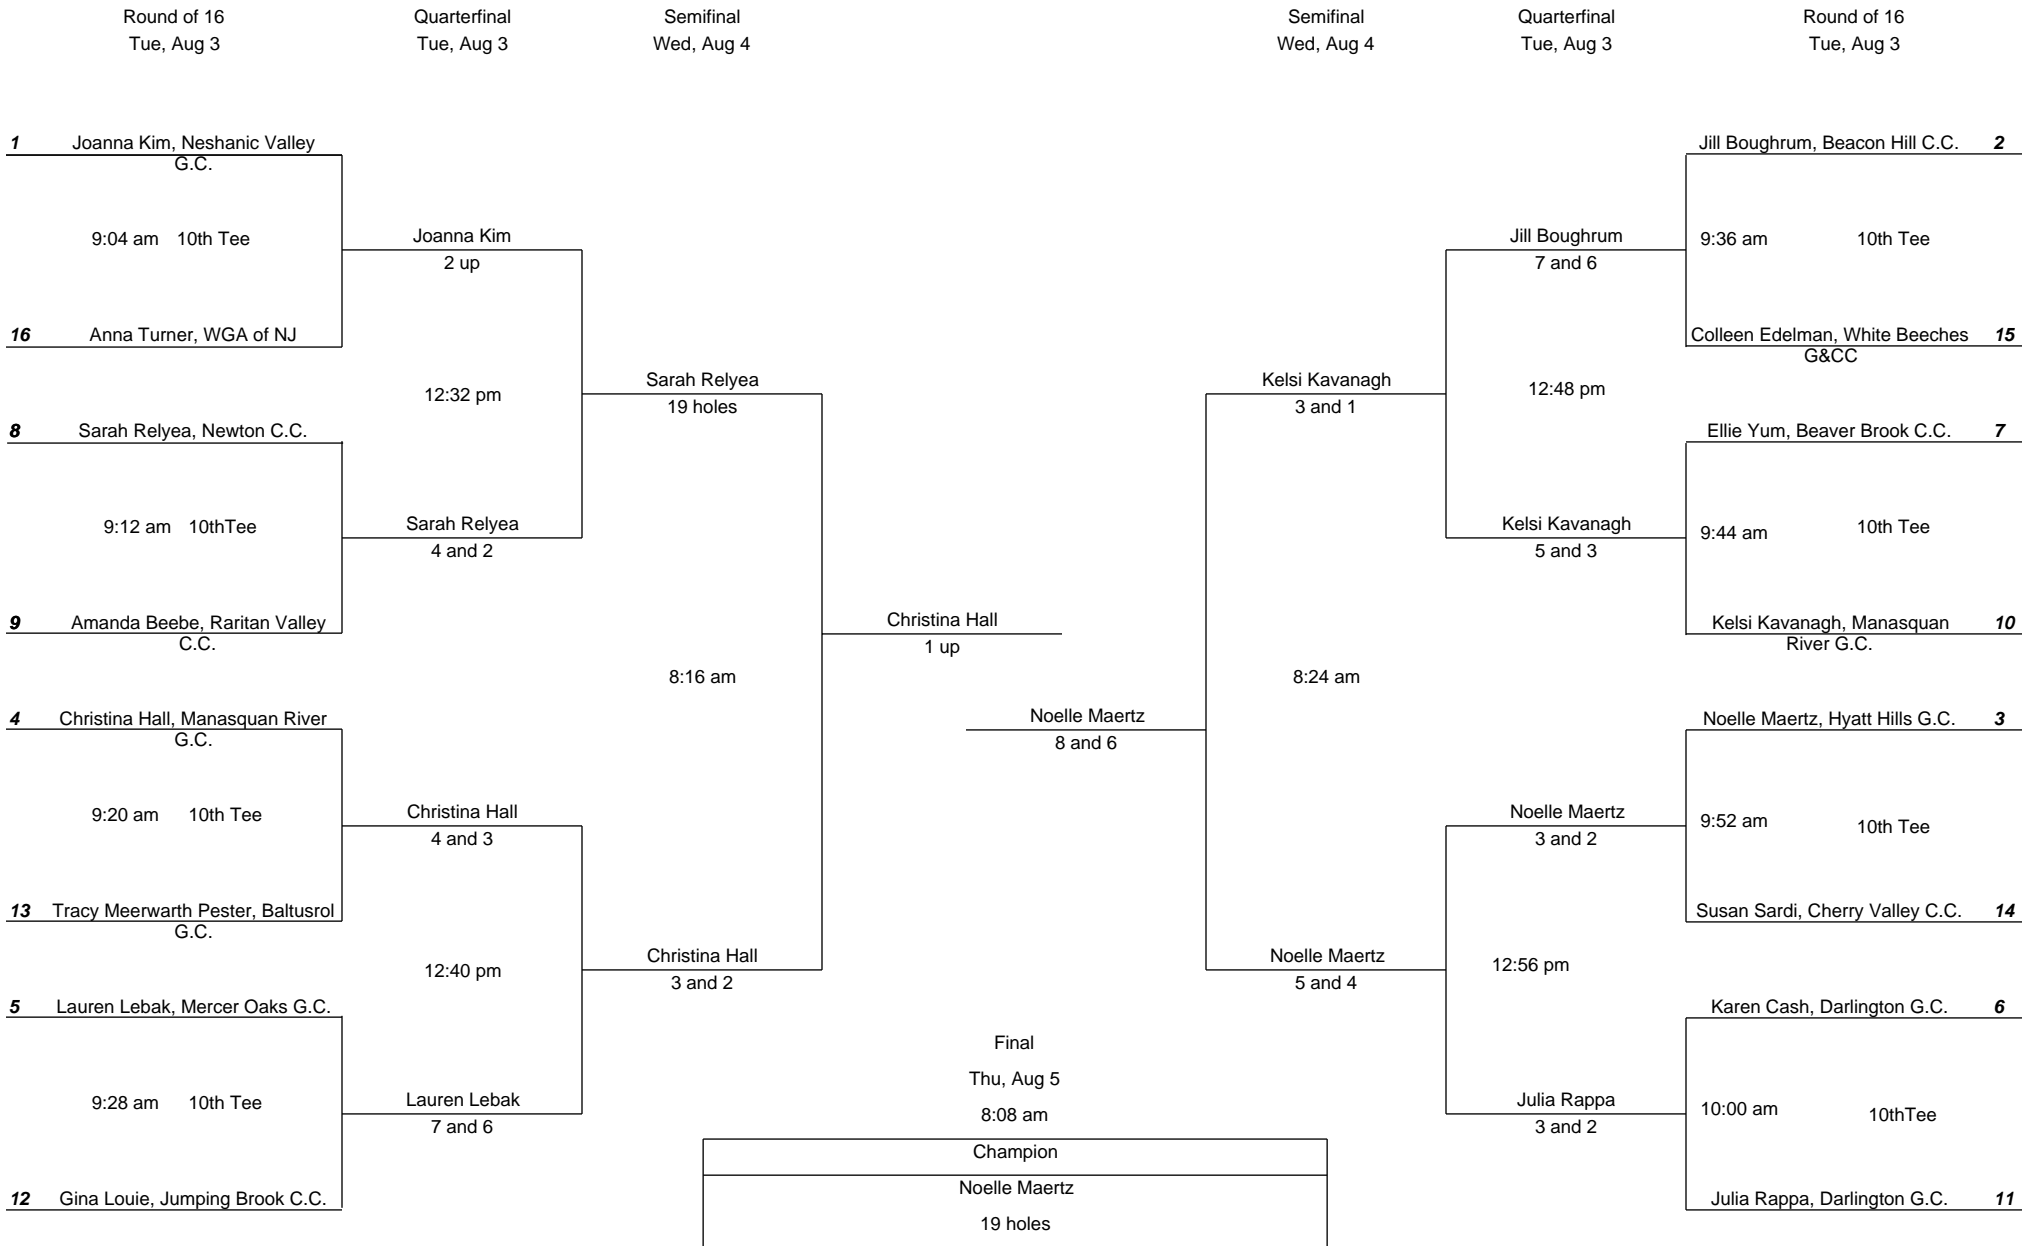 Round of 16 Quarterfinal Semifinal Semifinal Quarterfinal Round of 16
Tue, Aug 3 Tue, Aug 3 Wed, Aug 4 Wed, Aug 4 Tue, Aug 3 Tue, Aug 3
1 Joanna Kim, Neshanic Valley
G.C.
Jill Boughrum, Beacon Hill C.C. 2
9:04 am 10th Tee
Joanna Kim
2 up
Jill Boughrum
7 and 6
9:36 am 10th Tee
16 Anna Turner, WGA of NJ
Colleen Edelman, White Beeches 15
G&CC
12:32 pm
Sarah Relyea
19 holes
Kelsi Kavanagh
3 and 1
12:48 pm
8 Sarah Relyea, Newton C.C.
Ellie Yum, Beaver Brook C.C. 7
9:12 am 10thTee
Sarah Relyea
4 and 2
Kelsi Kavanagh
5 and 3
9:44 am 10th Tee
9 Amanda Beebe, Raritan Valley
C.C.
Christina Hall
1 up
Kelsi Kavanagh, Manasquan 10
River G.C.
8:16 am
8:24 am
4 Christina Hall, Manasquan River
G.C.
Noelle Maertz
8 and 6
Noelle Maertz, Hyatt Hills G.C. 3
9:20 am 10th Tee
Christina Hall
4 and 3
Noelle Maertz
3 and 2
9:52 am 10th Tee
13 Tracy Meerwarth Pester, Baltusrol
G.C.
Susan Sardi, Cherry Valley C.C. 14
12:40 pm
Christina Hall
3 and 2
Noelle Maertz
5 and 4
12:56 pm
5 Lauren Lebak, Mercer Oaks G.C.
Karen Cash, Darlington G.C. 6
Final
Thu, Aug 5
8:08 am
9:28 am 10th Tee
Lauren Lebak
7 and 6
Julia Rappa
3 and 2
10:00 am 10thTee
Champion
Noelle Maertz
19 holes
12 Gina Louie, Jumping Brook C.C.
Julia Rappa, Darlington G.C. 11